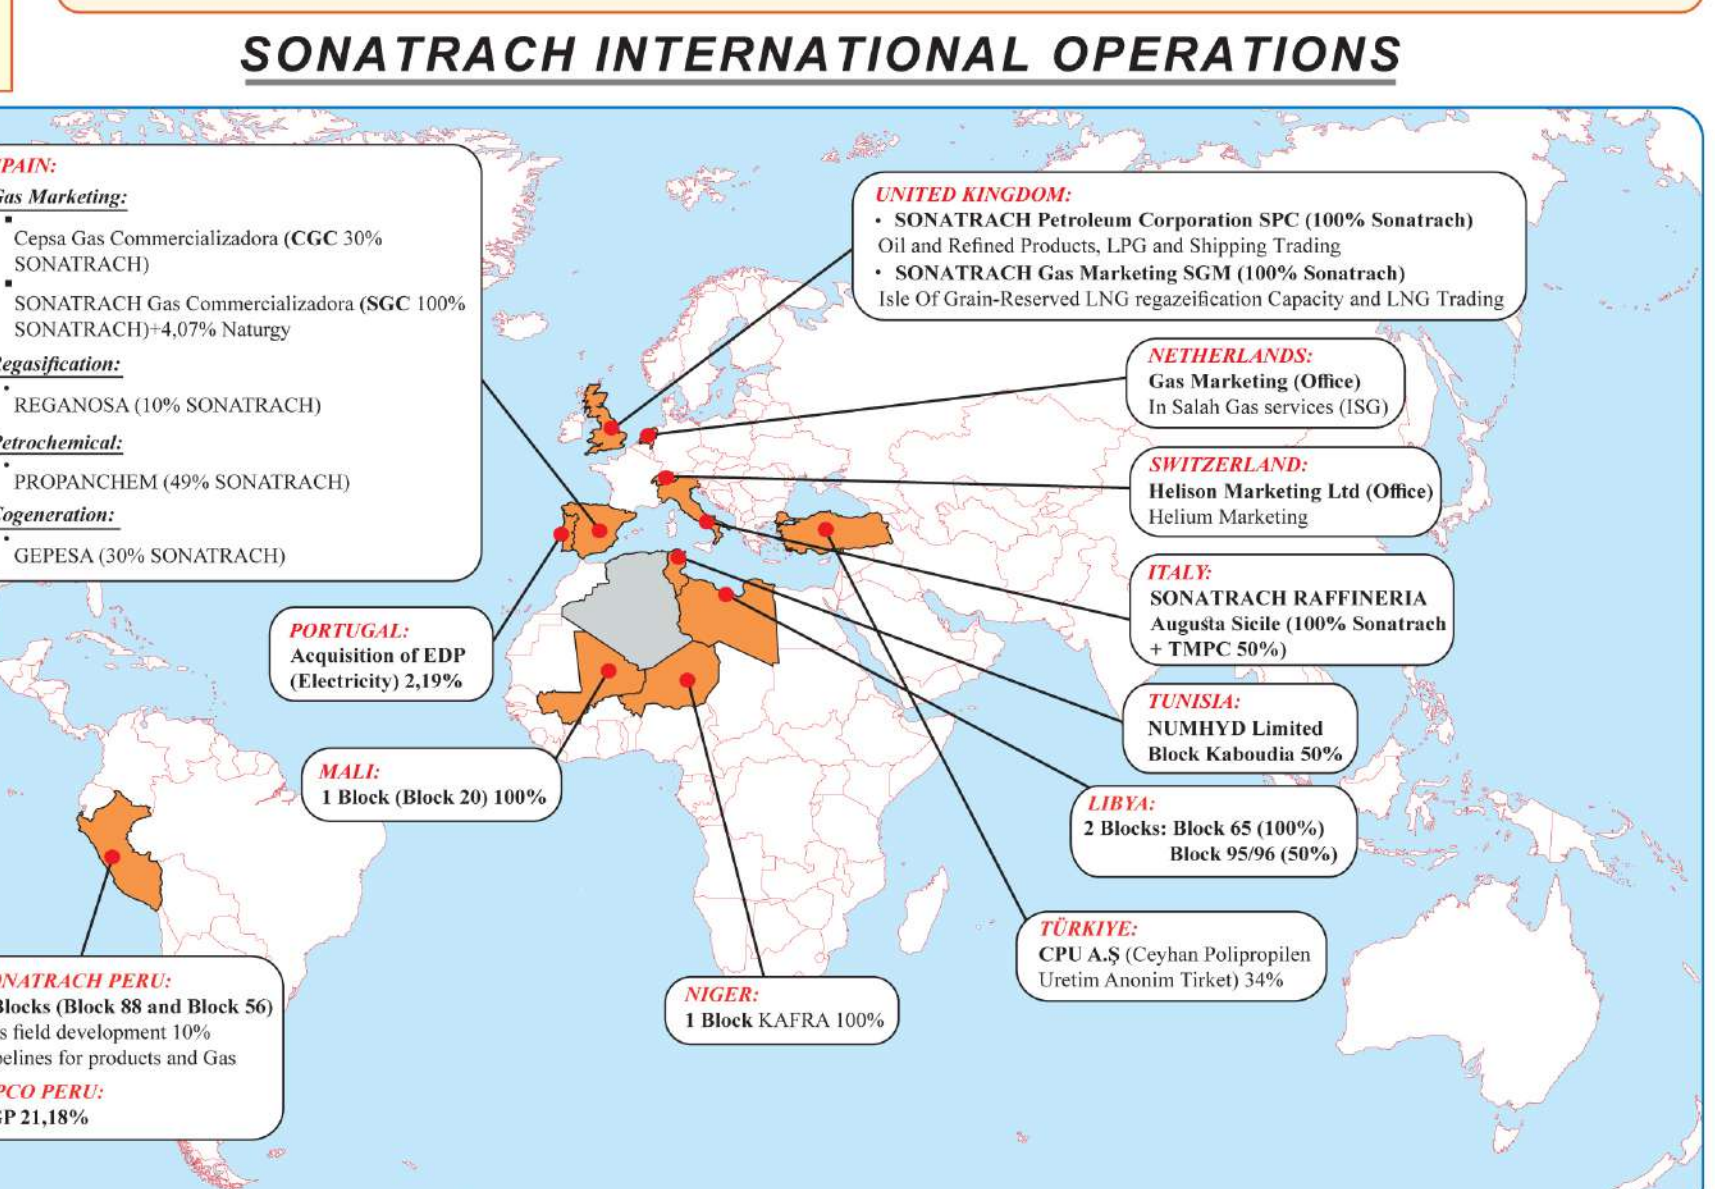 SONATRACH INTERNATIONAL OPERATIONS
PAIN:
as Marketing:
Cepsa Gas Commercializadora (CGC 30%
SONATRACH)
SONATRACH Gas Commercializadora (SGC 100%
SONATRACH)+4,07% Naturgy
egasification:
REGANOSA (10% SONATRACH)
etrochemical:
PROPANCHEM (49% SONATRACH)
ogeneration:
GEPESA (30% SONATRACH)
UNITED KINGDOM:
• SONATRACH Petroleum Corporation SPC (100% Sonatrach)
Oil and Refined Products, LPG and Shipping Trading
• SONATRACH Gas Marketing SGM (100% Sonatrach)
Isle Of Grain-Reserved LNG regazeification Capacity and LNG Trading
NETHERLANDS:
Gas Marketing (Office)
In Salah Gas services (ISG)
SWITZERLAND:
Helison Marketing Ltd (Office)
Helium Marketing
ITALY:
SONATRACH RAFFINERIA
Augusta Sicile (100% Sonatrach
+ TMPC 50%)
PORTUGAL:
Acquisition of EDP
(Electricity) 2,19%
TUNISIA:
NUMHYD Limited
Block Kaboudia 50%
MALI:
1 Block (Block 20) 100%
LIBYA:
2 Blocks: Block 65 (100%)
Block 95/96 (50%)
TÜRKIYE:
CPU A.Ş (Ceyhan Polipropilen
Uretim Anonim Tirket) 34%
NIGER:
1 Block KAFRA 100%
NATRACH PERU:
Blocks (Block 88 and Block 56)
s field development 10%
elines for products and Gas
PCO PERU:
P 21,18%